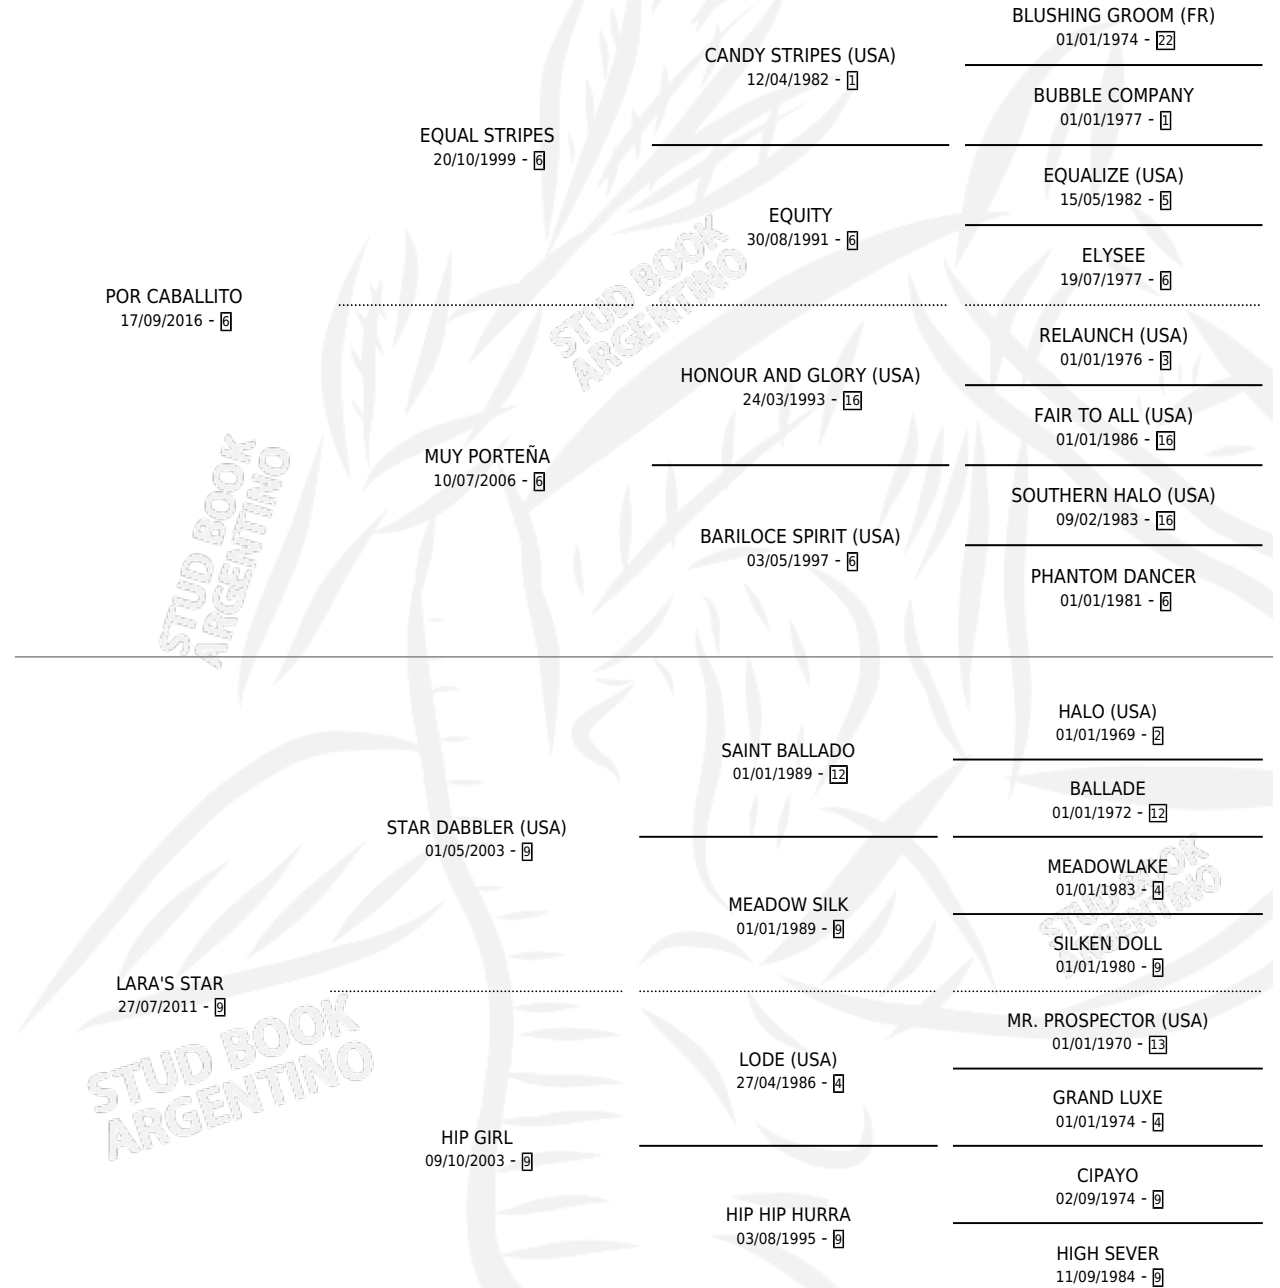 BLUSHING GROOM (FR)
01/01/1974 - 22
CANDY STRIPES (USA)
12/04/1982 - 1
BUBBLE COMPANY
01/01/1977 - 1
EQUAL STRIPES
20/10/1999 - 6
EQUALIZE (USA)
15/05/1982 - 5
EQUITY
30/08/1991 - 6
ELYSEE
19/07/1977 - 6
POR CABALLITO
17/09/2016 - 6
RELAUNCH (USA)
01/01/1976 - 3
HONOUR AND GLORY (USA)
24/03/1993 - 16
FAIR TO ALL (USA)
01/01/1986 - 16
MUY PORTEÑA
10/07/2006 - 6
SOUTHERN HALO (USA)
09/02/1983 - 16
BARILOCE SPIRIT (USA)
03/05/1997 - 6
PHANTOM DANCER
01/01/1981 - 6
STUD BOOK
ARGENTINO
STUD BOOK
ARGENTINO
HALO (USA)
01/01/1969 - 2
SAINT BALLADO
01/01/1989 - 12
BALLADE
01/01/1972 - 12
STAR DABBLER (USA)
01/05/2003 - 9
MEADOWLAKE
01/01/1983 - 4
MEADOW SILK
01/01/1989 - 9
SILKEN DOLL
01/01/1980 - 9
LARA'S STAR
27/07/2011 - 9
MR. PROSPECTOR (USA)
01/01/1970 - 13
LODE (USA)
27/04/1986 - 4
GRAND LUXE
01/01/1974 - 4
HIP GIRL
09/10/2003 - 9
CIPAYO
02/09/1974 - 9
HIP HIP HURRA
03/08/1995 - 9
HIGH SEVER
11/09/1984 - 9
STUD BOOK
ARGENTINO
STUD BOOK
ARGENTINO